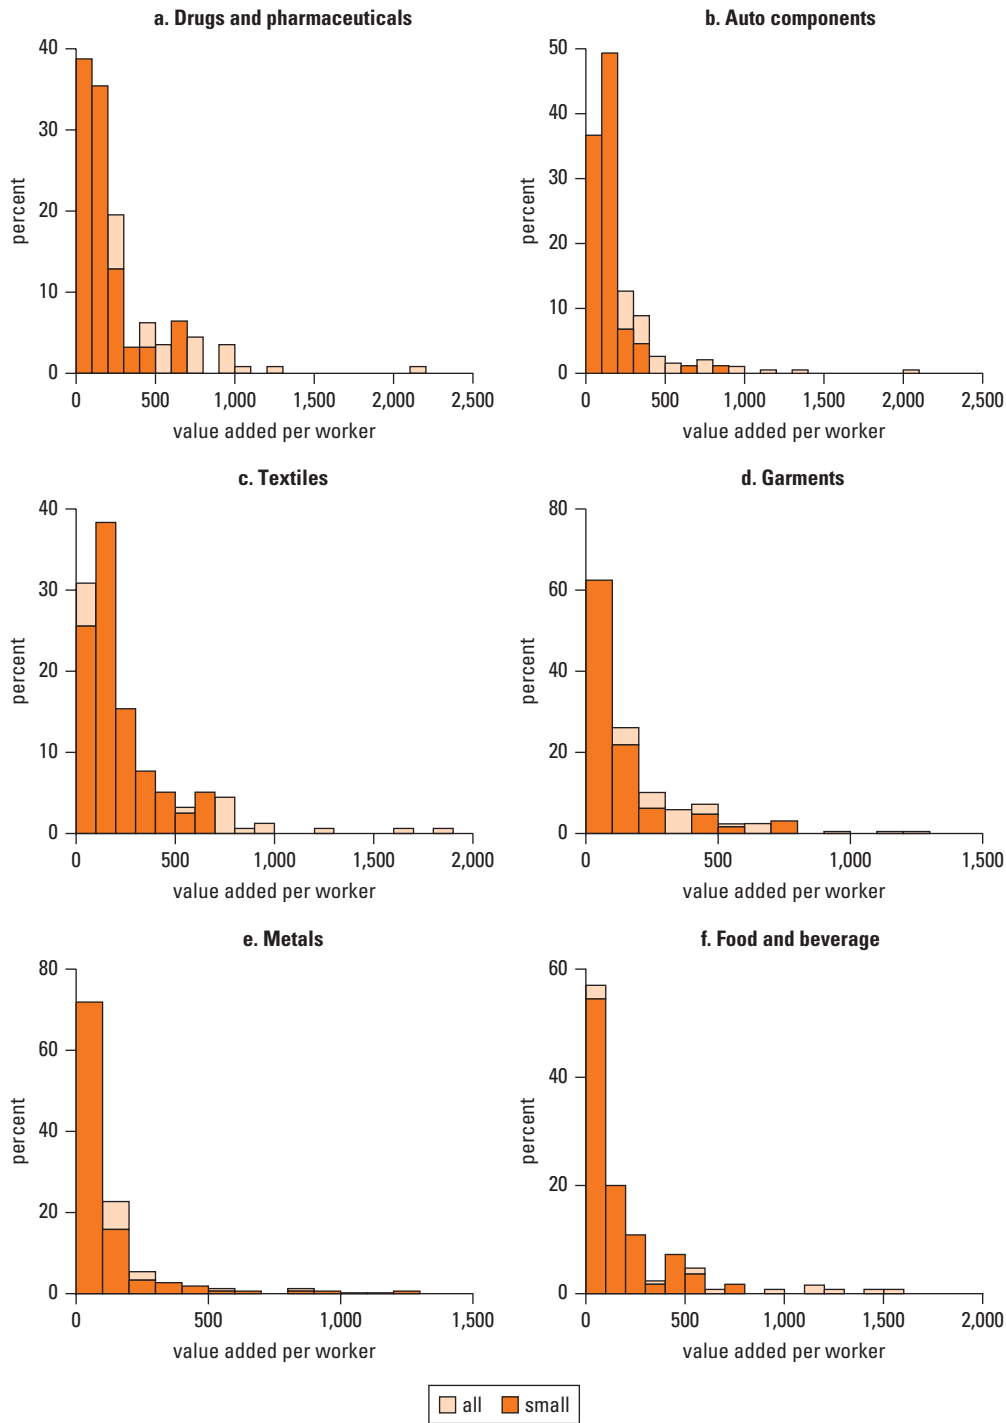 a. Drugs and pharmaceuticals
40
30
20
10
0
percent
0 500 1,000 1,500 2,000 2,500
value added per worker
b. Auto components
50
40
30
20
10
0
percent
0 500 1,000 1,500 2,000 2,500
value added per worker
c. Textiles
40
30
20
10
0
percent
0 500 1,000 1,500 2,000
value added per worker
d. Garments
80
60
40
20
0
percent
0 500 1,000 1,500
value added per worker
e. Metals
80
60
40
20
0
percent
0 500 1,000 1,500
value added per worker
f. Food and beverage
60
40
20
0
percent
0 500 1,000 1,500 2,000
value added per worker
all small